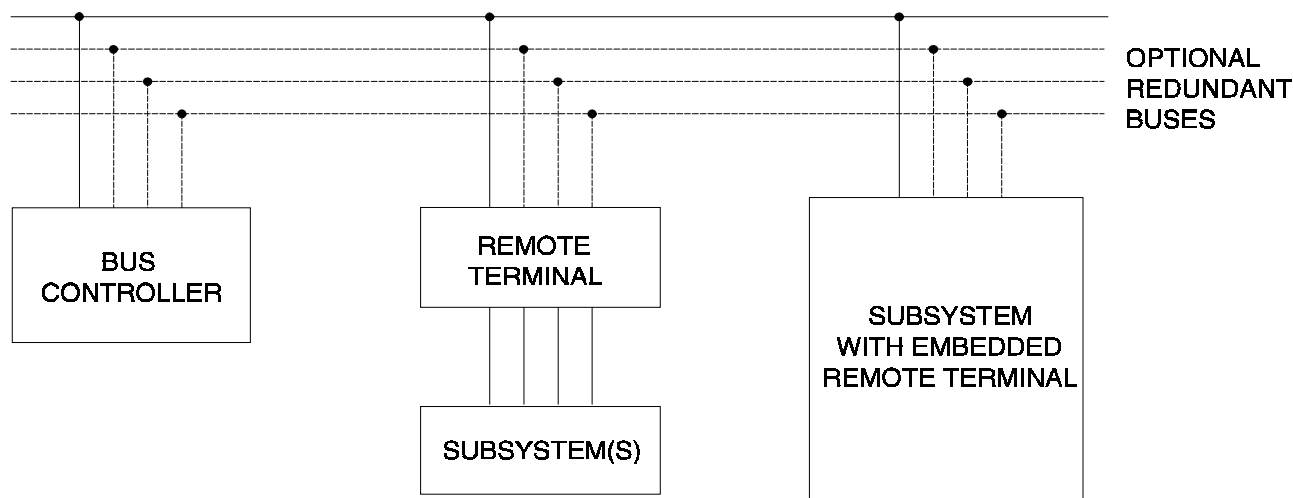 OPTIONAL
REDUNDANT
BUSES
BUS
CONTROLLER
REMOTE
TERMINAL
SUBSYSTEM(S)
SUBSYSTEM
WITH EMBEDDED
REMOTE TERMINAL